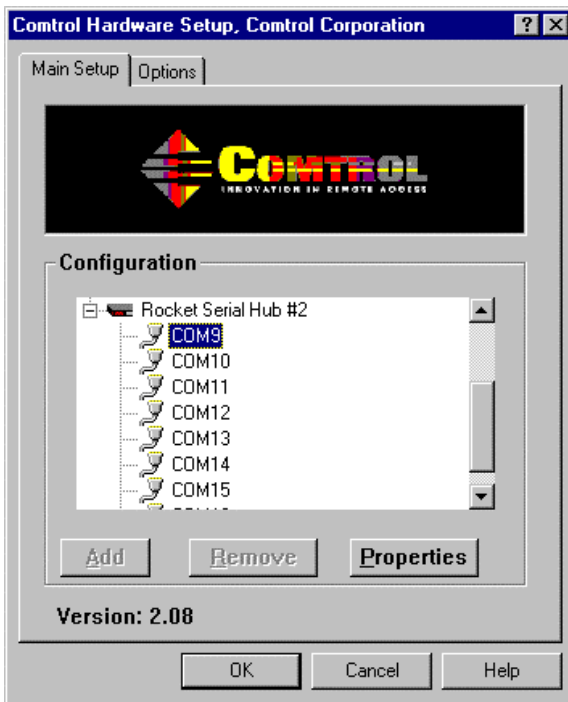 Comtrol Hardware Setup, Comtrol Corporation
Main Setup
Options
COMTROL
INNOVATION IN REMOTE ACCESS
Configuration
Rocket Serial Hub #2
COM9
COM10
COM11
COM12
COM13
COM14
COM15
Add
Remove
Properties
Version: 2.08
OK
Cancel
Help